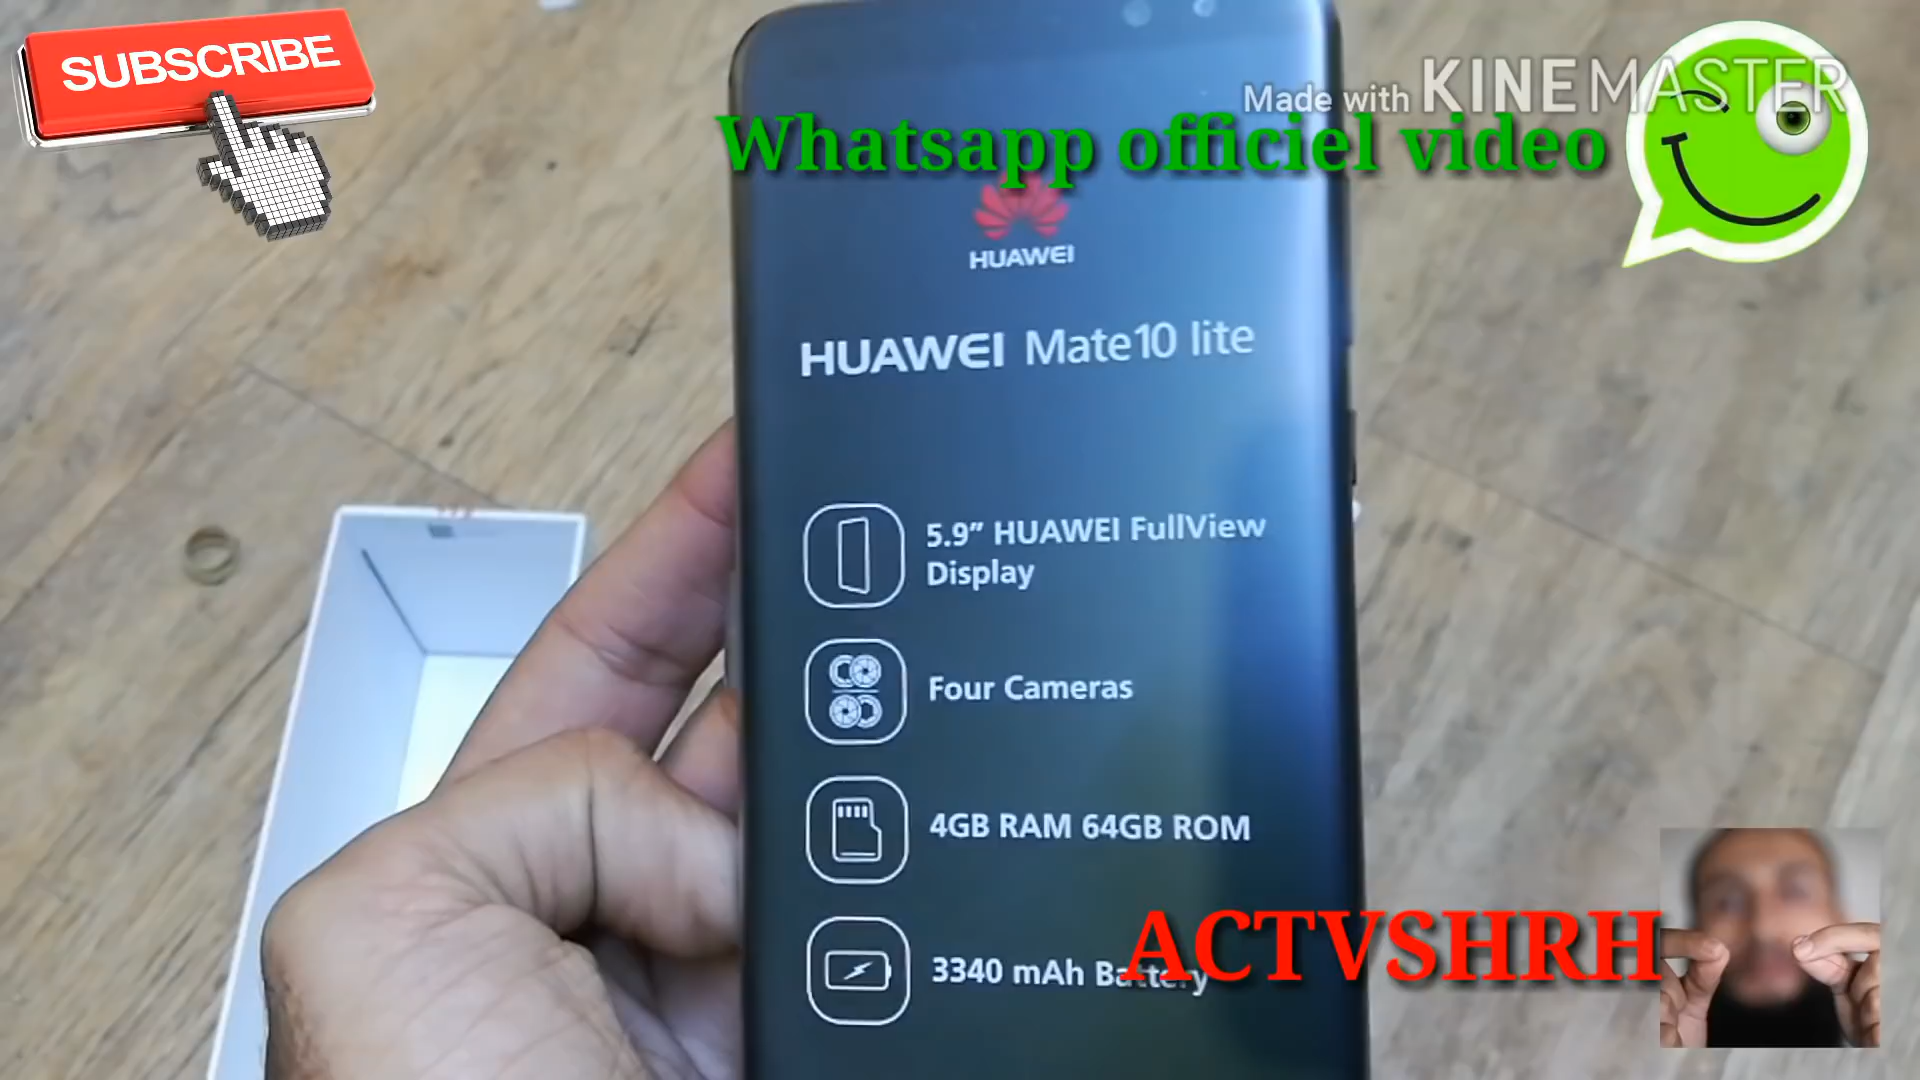 SUBSCRIBE
Made with KINEMASTER
Whatsapp officiel video
HUAWEI
HUAWEI Mate10 lite
5.9” HUAWEI FullView
Display
Four Cameras
4GB RAM 64GB ROM
3340 mAh Battery
ACTVSHRH